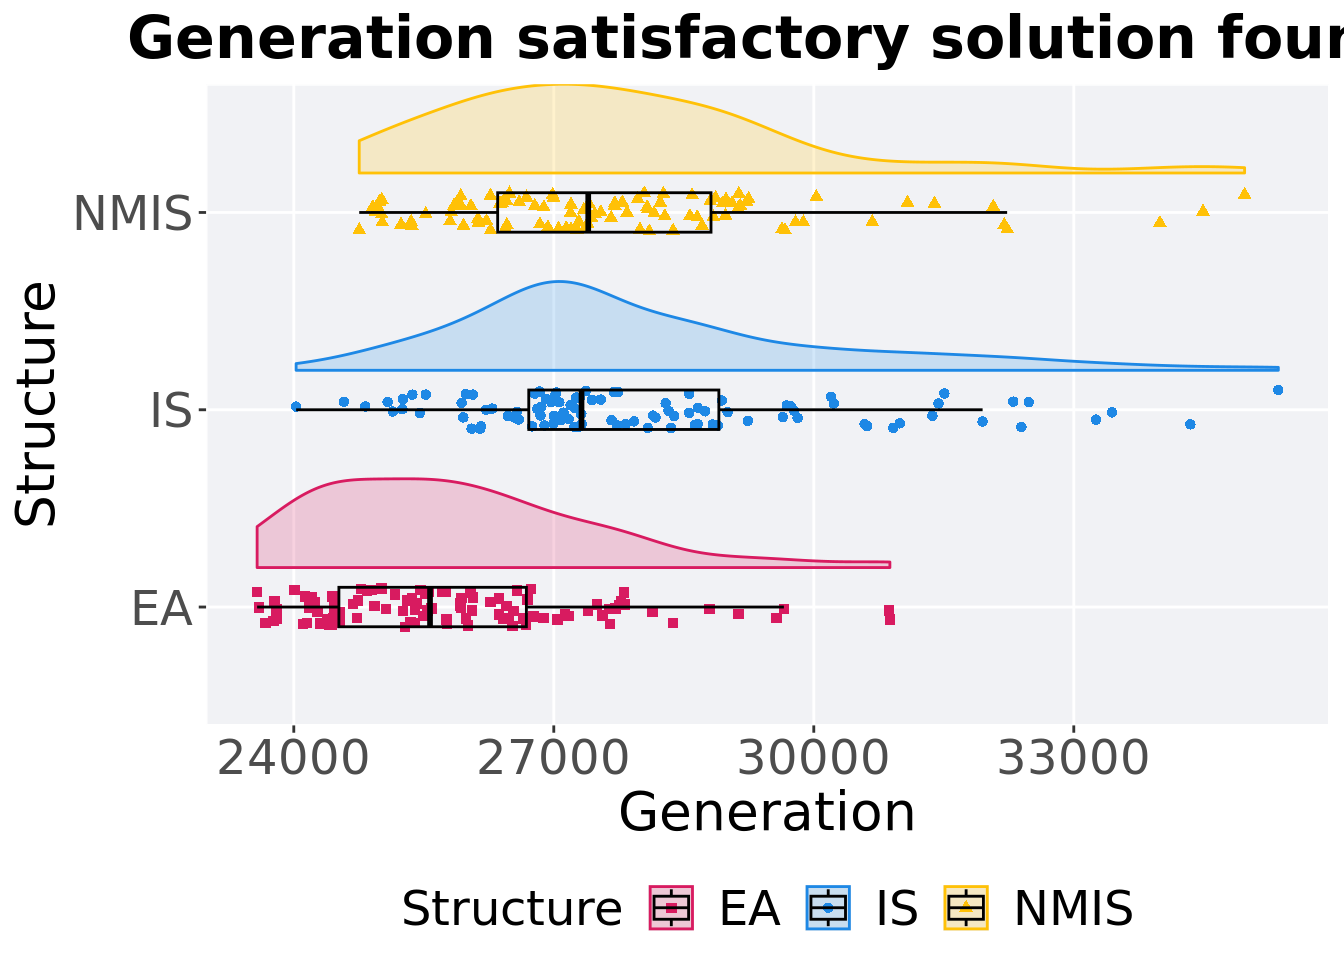 Generation satisfactory solution four
NMIS
IS
EA
Structure
24000 27000 30000 33000
Generation
Structure EA IS NMIS